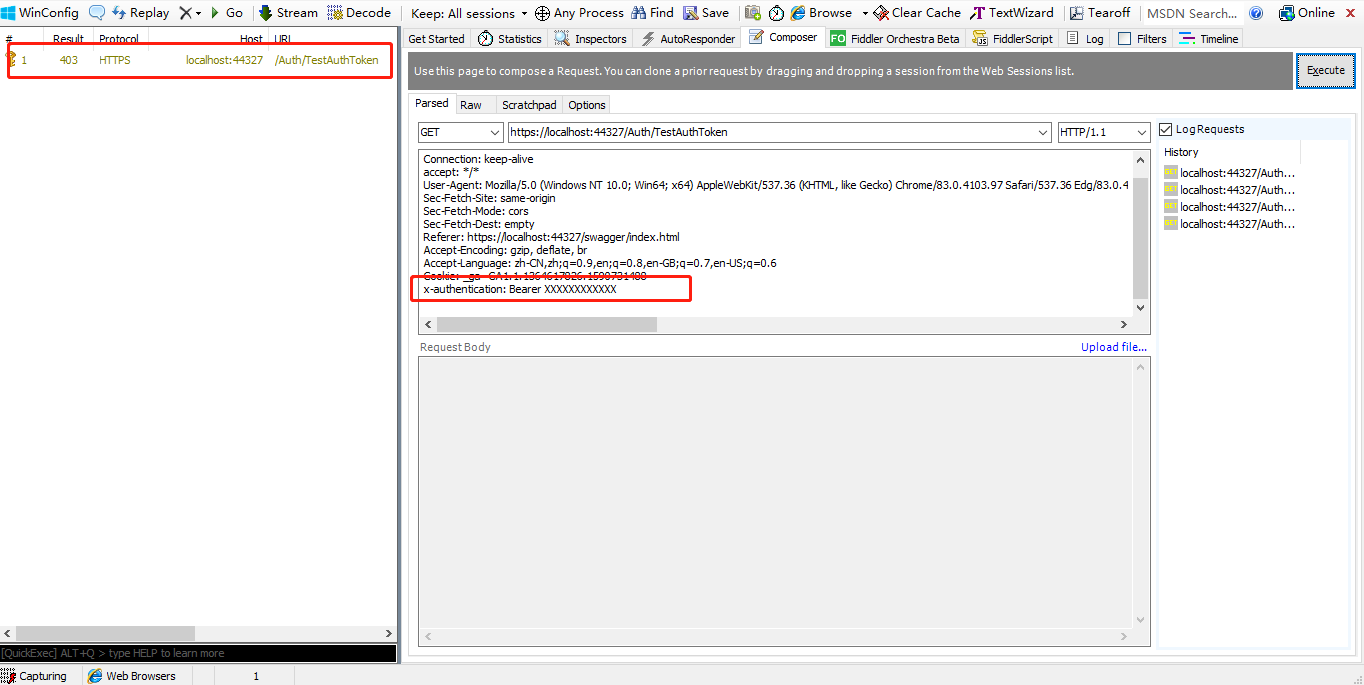 WinConfig Replay Go Stream Decode Keep: All sessions Any Process Find Save Browse Clear Cache TextWizard Tearoff MSDN Search... Online
# Result Protocol Host URL
1 403 HTTPS localhost:44327 /Auth/TestAuthToken
Get Started Statistics Inspectors AutoResponder Composer FO Fiddler Orchestra Beta FiddlerScript Log Filters Timeline
Use this page to compose a Request. You can clone a prior request by dragging and dropping a session from the Web Sessions list.
Execute
Parsed Raw Scratchpad Options
GET https://localhost:44327/Auth/TestAuthToken HTTP/1.1
Connection: keep-alive
accept: */*
User-Agent: Mozilla/5.0 (Windows NT 10.0; Win64; x64) AppleWebKit/537.36 (KHTML, like Gecko) Chrome/83.0.4103.97 Safari/537.36 Edg/83.0.4
Sec-Fetch-Site: same-origin
Sec-Fetch-Mode: cors
Sec-Fetch-Dest: empty
Referer: https://localhost:44327/swagger/index.html
Accept-Encoding: gzip, deflate, br
Accept-Language: zh-CN,zh;q=0.9,en;q=0.8,en-GB;q=0.7,en-US;q=0.6
Cookie:
x-authentication: Bearer XXXXXXXXXXXX
Log Requests
History
GET localhost:44327/Auth...
GET localhost:44327/Auth...
GET localhost:44327/Auth...
GET localhost:44327/Auth...
Request Body Upload file...
[QuickExec] ALT+Q > type HELP to learn more
Capturing Web Browsers 1